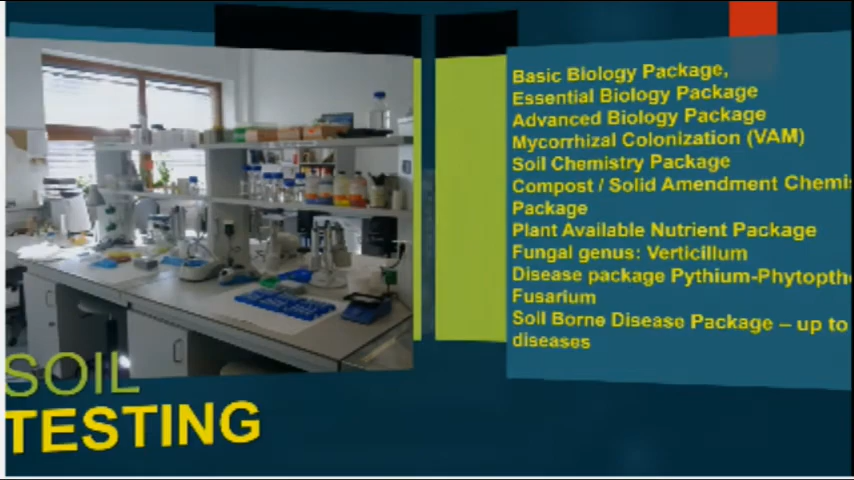 Basic Biology Package,
Essential Biology Package
Advanced Biology Package
Mycorrhizal Colonization (VAM)
Soil Chemistry Package
Compost / Solid Amendment
Package
Plant Available Nutrient Package
Fungal genus: Verticillum
Disease package
Fusarium
Soil Borne Disease Package – up to
diseases
SOIL
TESTING